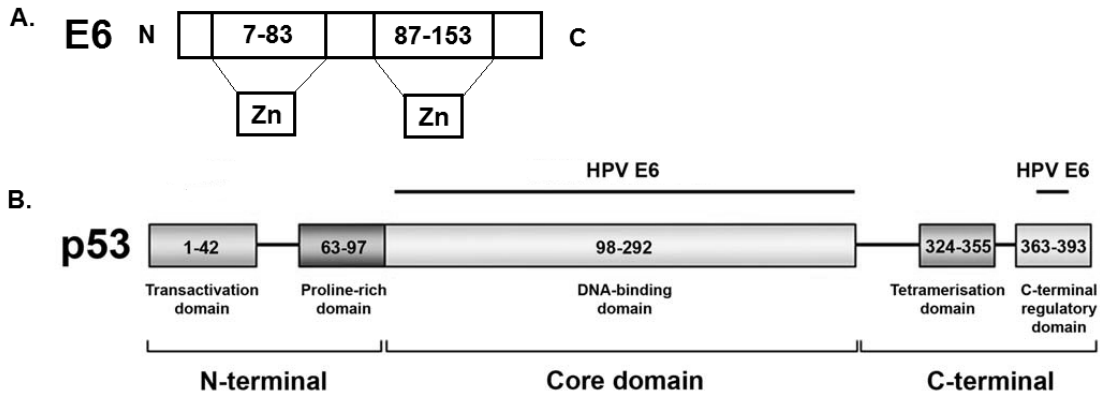 A.
E6 N 7-83 87-153 C
Zn Zn
HPV E6 HPV E6
B.
p53 1-42 63-97 98-292 324-355 363-393
Transactivation domain
Proline-rich domain
DNA-binding domain
Tetramerisation domain
C-terminal regulatory domain
N-terminal Core domain C-terminal